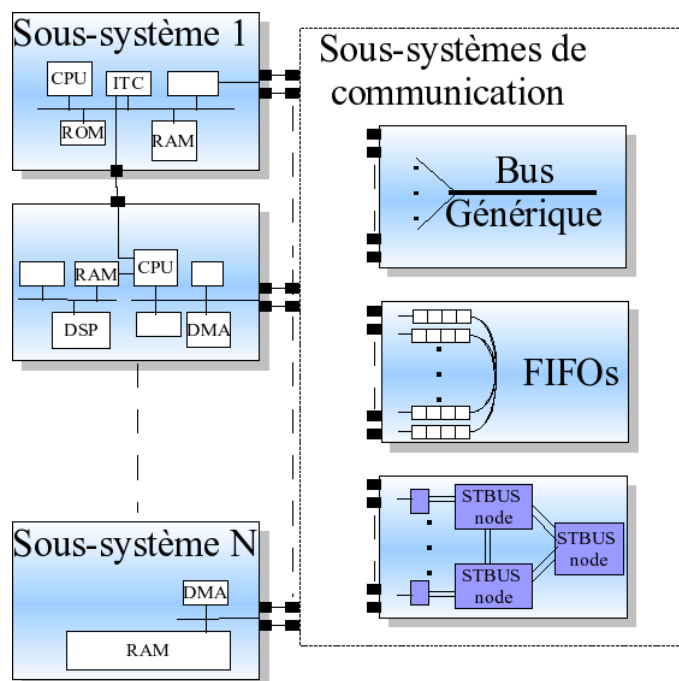 Sous-système 1
CPU
ITC
ROM
RAM
RAM
CPU
DSP
DMA
Sous-système N
DMA
RAM
Sous-systèmes de
communication
Bus
Générique
FIFOs
STBUS
node
STBUS
node
STBUS
node